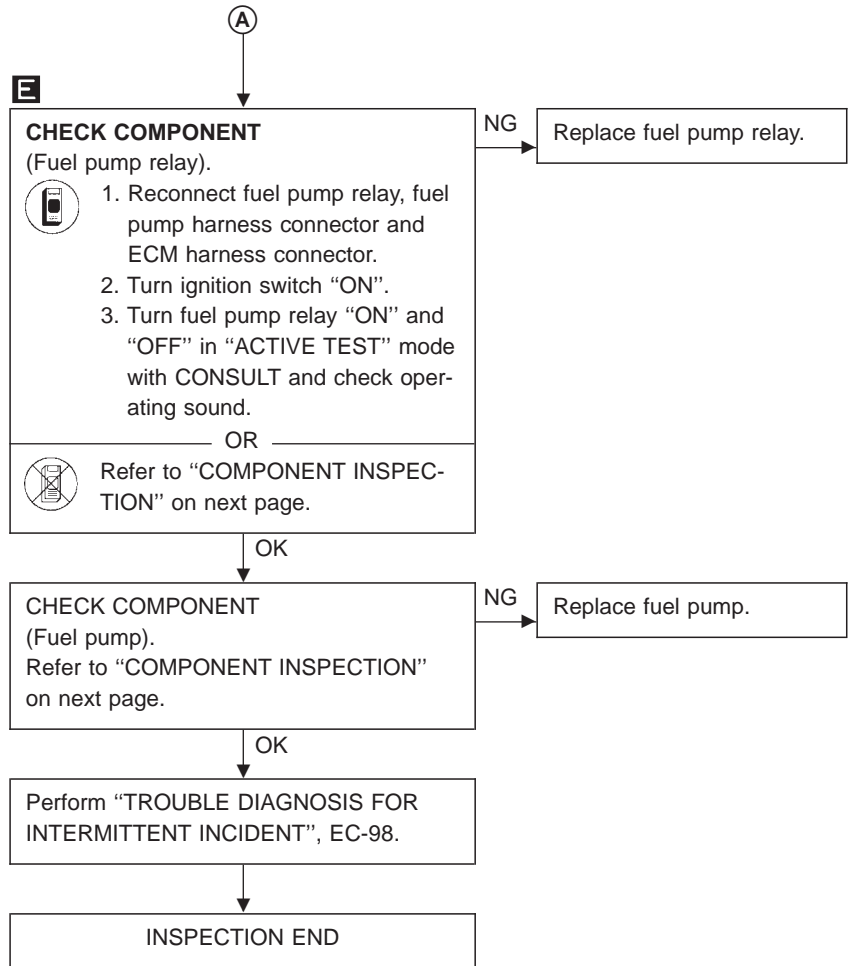 A
E
CHECK COMPONENT
(Fuel pump relay).
1. Reconnect fuel pump relay, fuel
pump harness connector and
ECM harness connector.
2. Turn ignition switch ‘‘ON’’.
3. Turn fuel pump relay ‘‘ON’’ and
‘‘OFF’’ in ‘‘ACTIVE TEST’’ mode
with CONSULT and check oper-
ating sound.
OR
Refer to ‘‘COMPONENT INSPEC-
TION’’ on next page.
NG
Replace fuel pump relay.
OK
CHECK COMPONENT
(Fuel pump).
Refer to ‘‘COMPONENT INSPECTION’’
on next page.
NG
Replace fuel pump.
OK
Perform ‘‘TROUBLE DIAGNOSIS FOR
INTERMITTENT INCIDENT’’, EC-98.
INSPECTION END